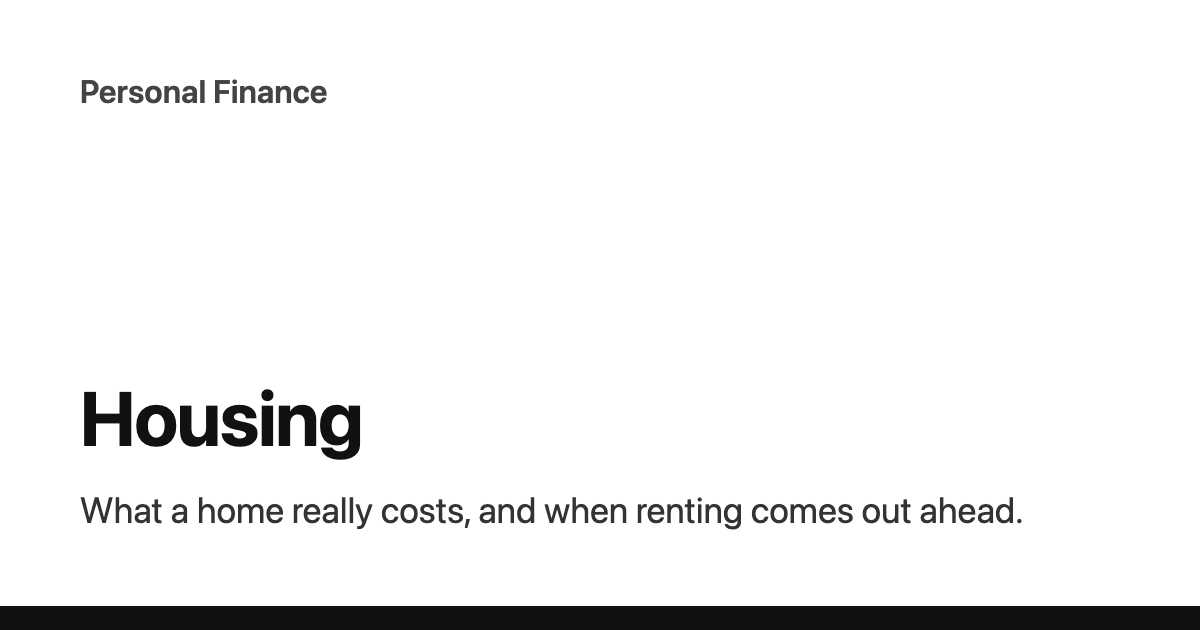 Personal Finance
Housing
What a home really costs, and when renting comes out ahead.